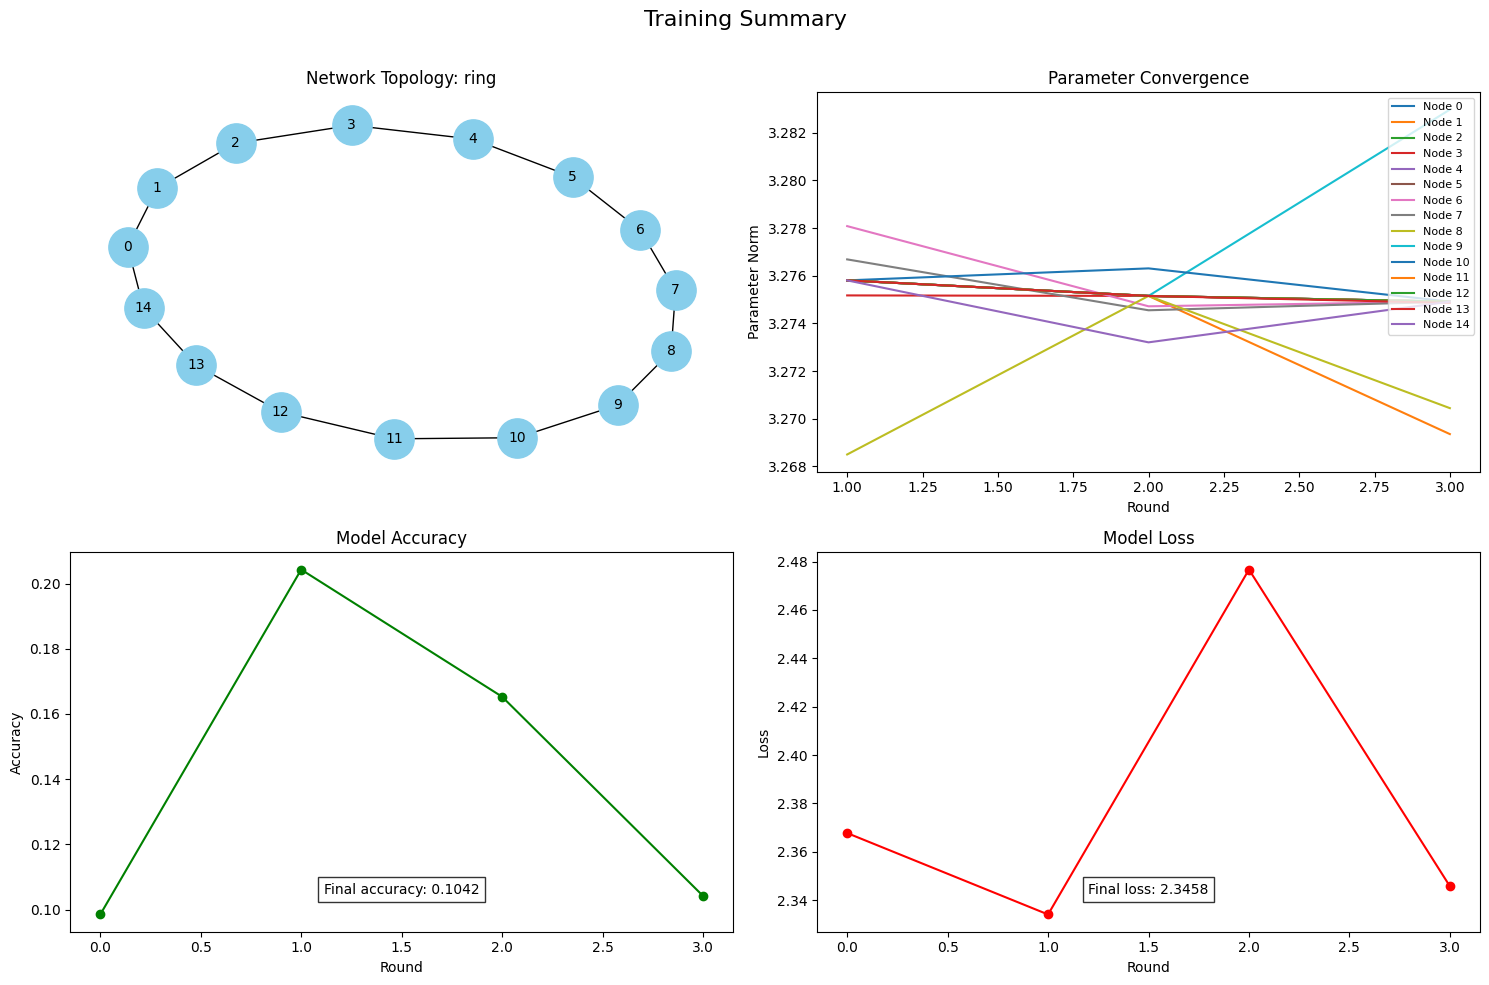 Training Summary
Network Topology: ring
3
2
4
5
1
6
0
7
14
8
13
9
12
11
10
Parameter Convergence
Parameter Norm
3.282
3.280
3.278
3.276
3.274
3.272
3.270
3.268
Node 0
Node 1
Node 2
Node 3
Node 4
Node 5
Node 6
Node 7
Node 8
Node 9
Node 10
Node 11
Node 12
Node 13
Node 14
1.00 1.25 1.50 1.75 2.00 2.25 2.50 2.75 3.00
Round
Model Accuracy
Accuracy
0.20
0.18
0.16
0.14
0.12
0.10
Final accuracy: 0.1042
0.0 0.5 1.0 1.5 2.0 2.5 3.0
Round
Model Loss
Loss
2.48
2.46
2.44
2.42
2.40
2.38
2.36
2.34
Final loss: 2.3458
0.0 0.5 1.0 1.5 2.0 2.5 3.0
Round